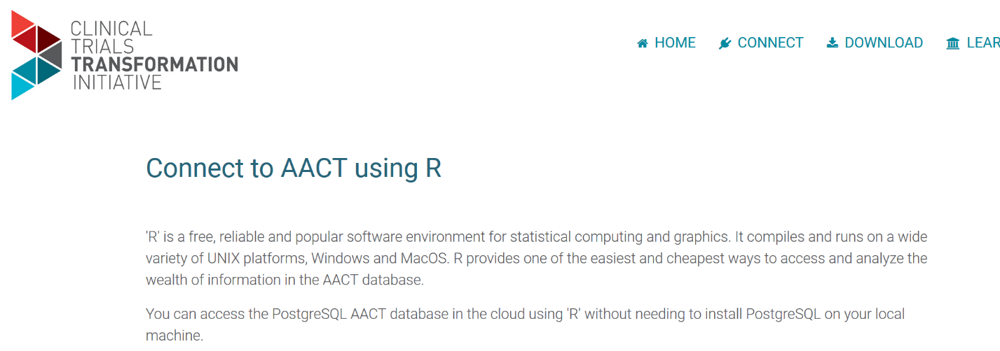 CLINICAL
TRIALS
TRANSFORMATION
INITIATIVE
HOME CONNECT DOWNLOAD LEAR
Connect to AACT using R
'R' is a free, reliable and popular software environment for statistical computing and graphics. It compiles and runs on a wide
variety of UNIX platforms, Windows and MacOS. R provides one of the easiest and cheapest ways to access and analyze the
wealth of information in the AACT database.
You can access the PostgreSQL AACT database in the cloud using 'R' without needing to install PostgreSQL on your local
machine.